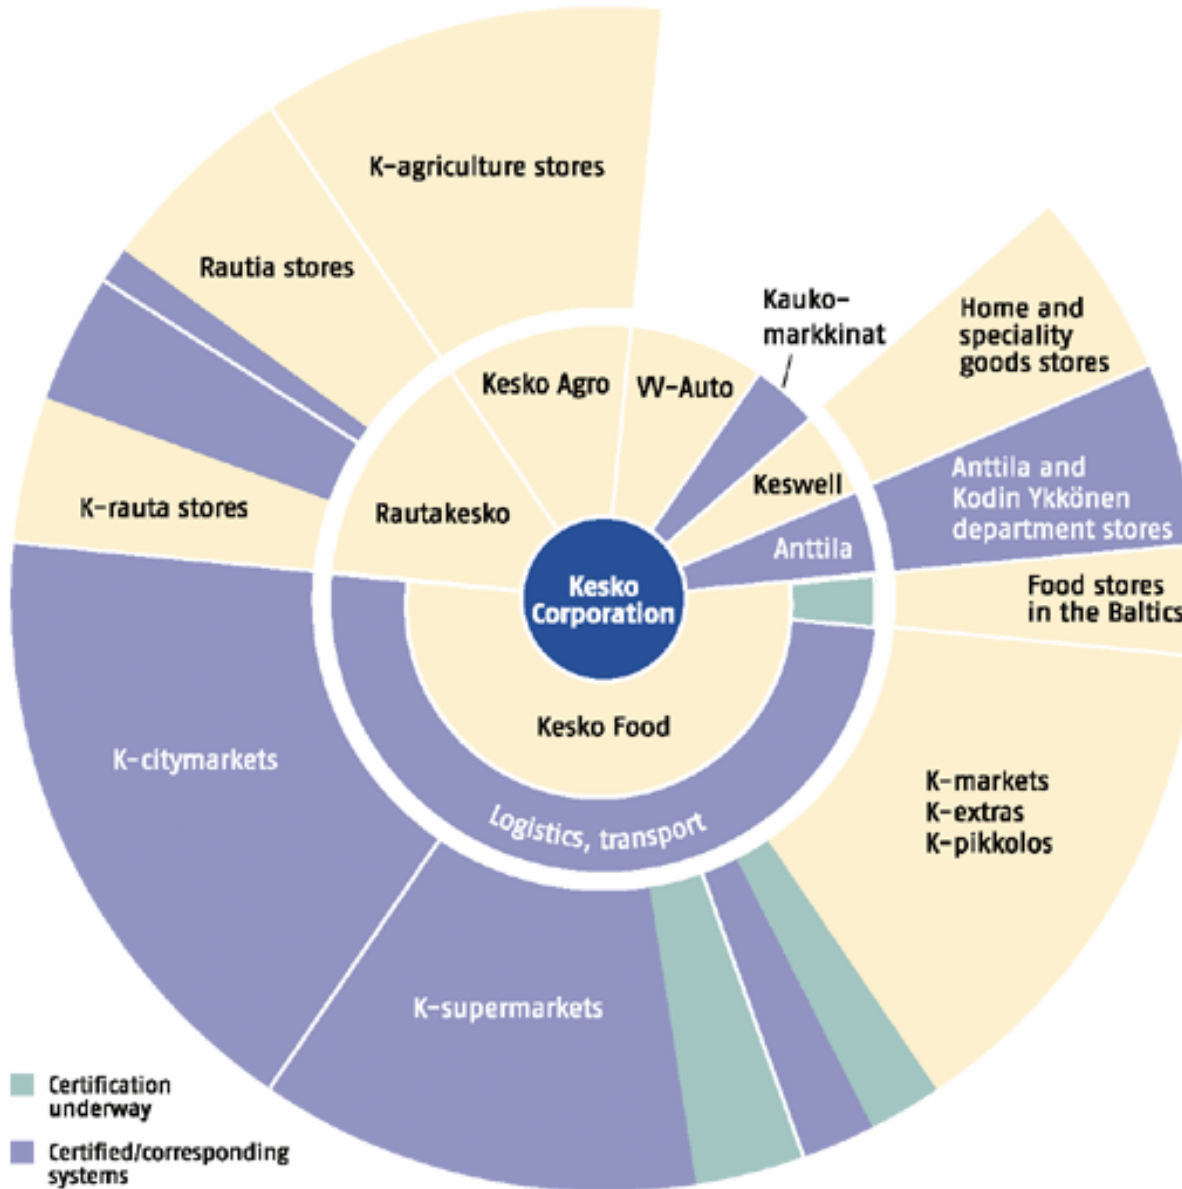 K-agriculture stores
Rautia stores
Kauko-
markkinat
Home and
speciality
goods stores
Kesko Agro
VV-Auto
K-rauta stores
Rautakesko
Keswell
Anttila
Anttila and
Kodin Ykkönen
department stores
Kesko
Corporation
Food stores
in the Baltics
Kesko Food
K-citymarkets
Logistics, transport
K-markets
K-extras
K-pikkolos
K-supermarkets
Certification
underway
Certified/corresponding
systems